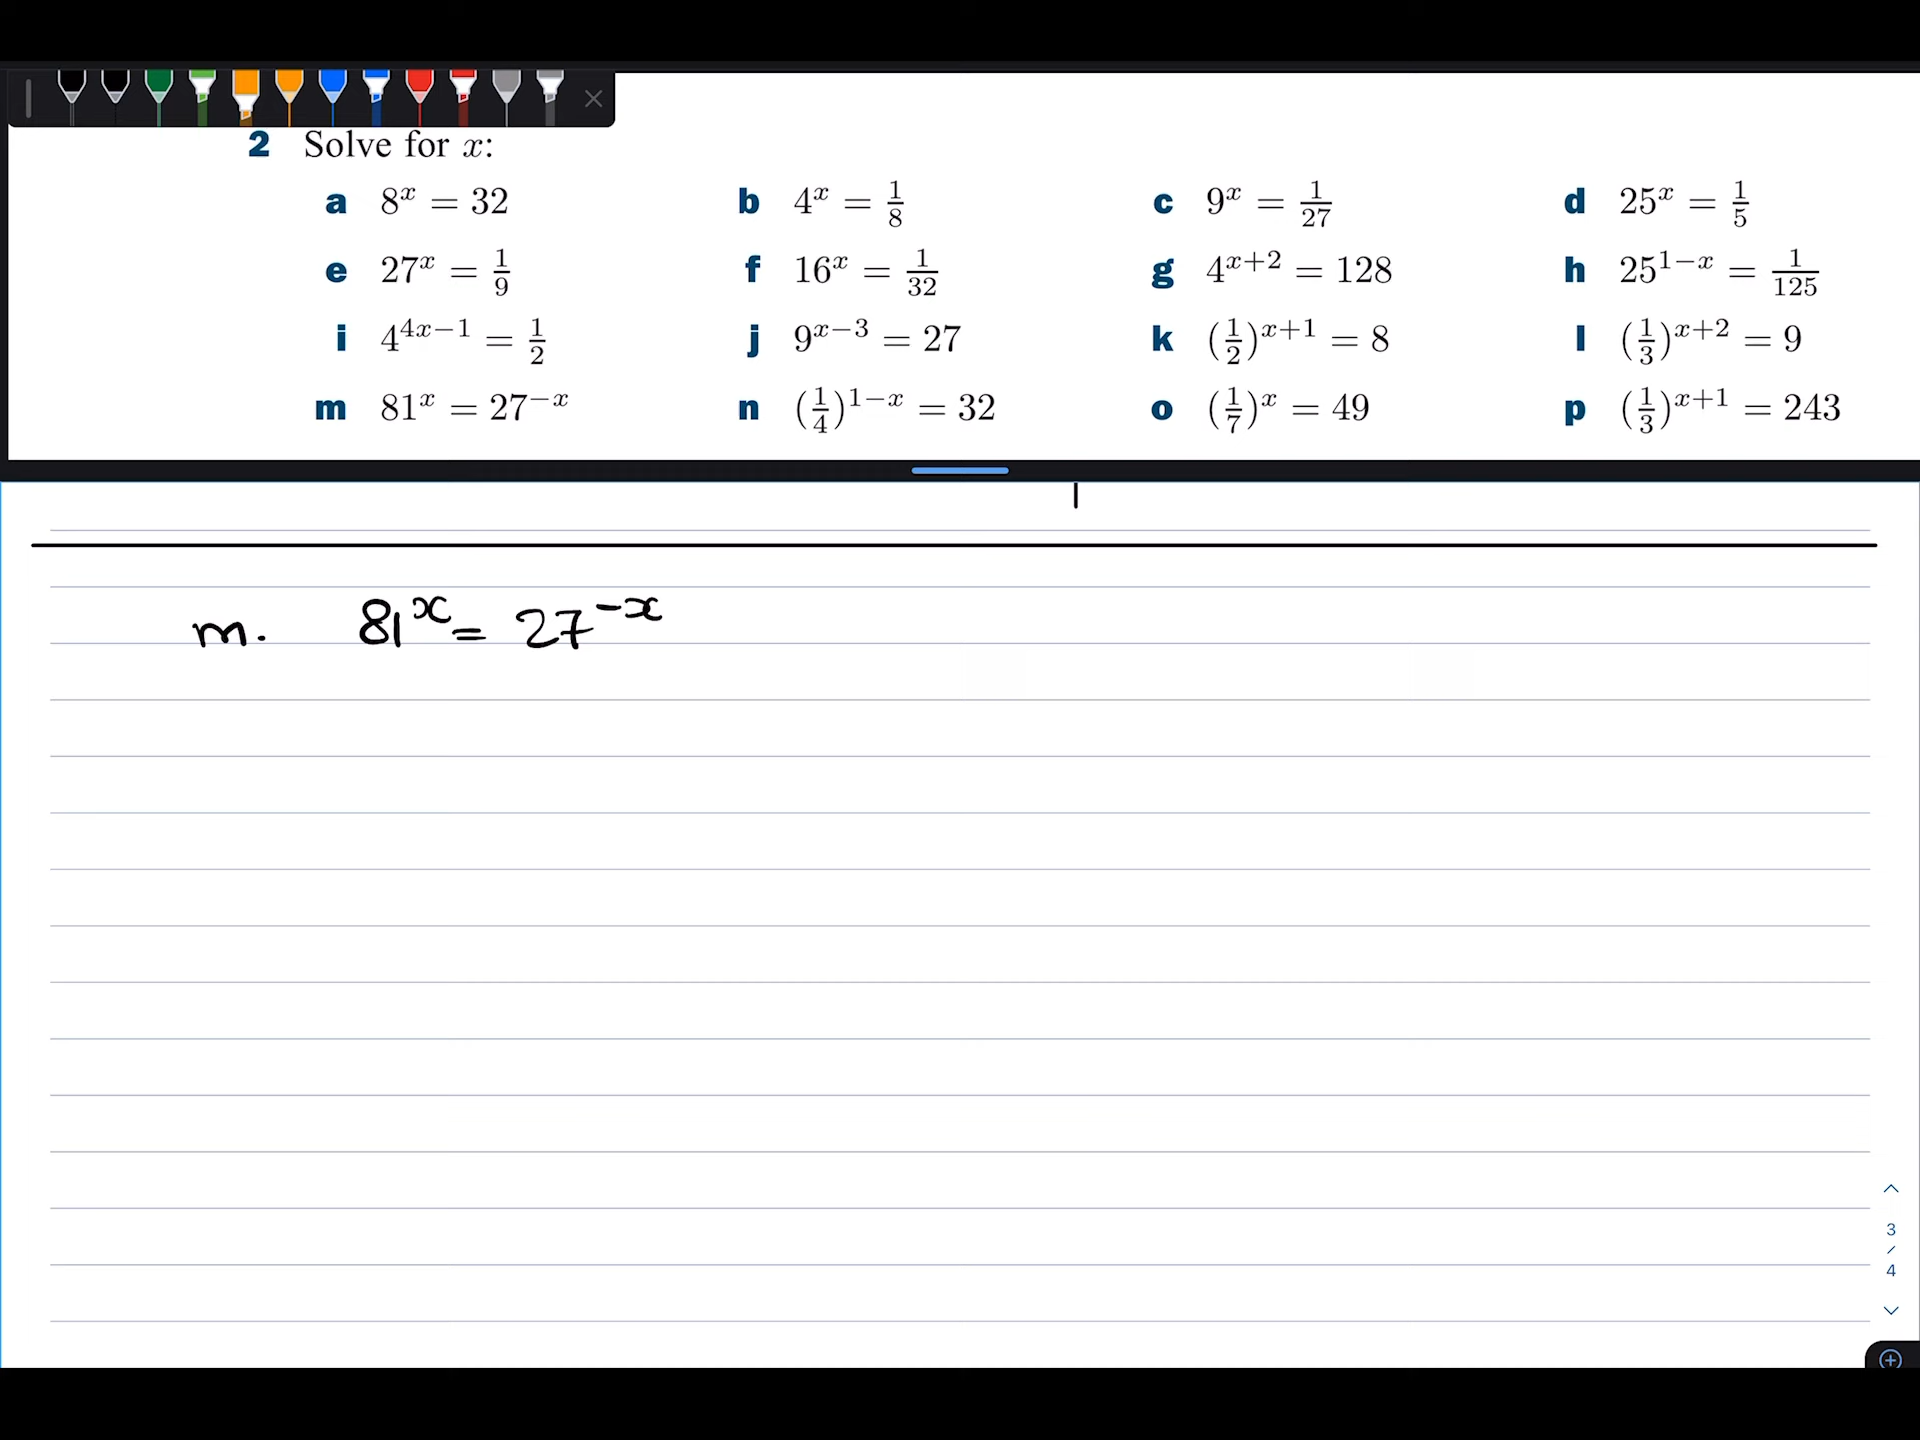 2 Solve for x:
a 8^x = 32 b 4^x = 1/8 c 9^x = 1/27 d 25^x = 1/5
e 27^x = 1/9 f 16^x = 1/32 g 4^{x+2} = 128 h 25^{1−x} = 1/125
i 4^{4x−1} = 1/2 j 9^{x−3} = 27 k (1/2)^{x+1} = 8 l (1/3)^{x+2} = 9
m 81^x = 27^{−x} n (1/4)^{1−x} = 32 o (1/7)^x = 49 p (1/3)^{x+1} = 243
m. 81^x = 27^{−x}
3
/
4